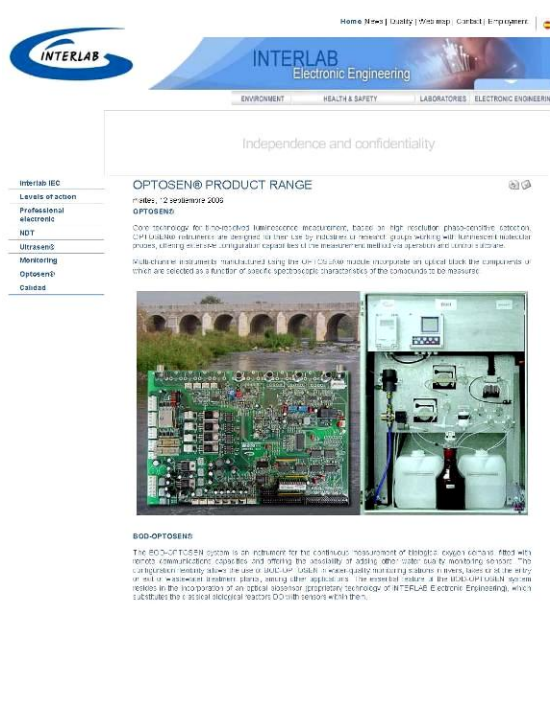 Home | News | Quality | Web map | Contact | Employment
INTERLAB
INTERLAB
Electronic Engineering
ENVIRONMENT HEALTH & SAFETY LABORATORIES ELECTRONIC ENGINEERIN
Independence and confidentiality
Interlab IEC
Levels of action
Professional
electronic
NDT
Ultrasen®
Monitoring
Optosen®
Calidad
OPTOSEN® PRODUCT RANGE
martes, 12 septiembre 2006
OPTOSEN®
Core technology for time-resolved luminescence measurement, based on high resolution phase-sensitive detection.
OPTOSEN® instruments are designed for their use by industries or research groups working with luminescent molecular
probes, offering extensive configuration capabilities of the measurement method via operation and control software.
Multi-channel instruments manufactured using the OPTOSEN® module incorporate an optical block the components of
which are selected as a function of specific spectroscopic characteristics of the compounds to be measured.
BOD-OPTOSEN®
The BOD-OPTOSEN system is an instrument for the continuous measurement of biological oxygen demand, fitted with
remote communications capacities and offering the possibility of adding other water quality monitoring sensors. The
configuration flexibility allows the use of BOD-OPTOSEN in water-quality monitoring stations in rivers, lakes or at the entry
or exit of wastewater treatment plants, among other applications. The essential feature of the BOD-OPTOSEN system
resides in the incorporation of an optical biosensor (proprietary technology of INTERLAB Electronic Engineering), which
substitutes the classical biological reactors DO with sensors within them.